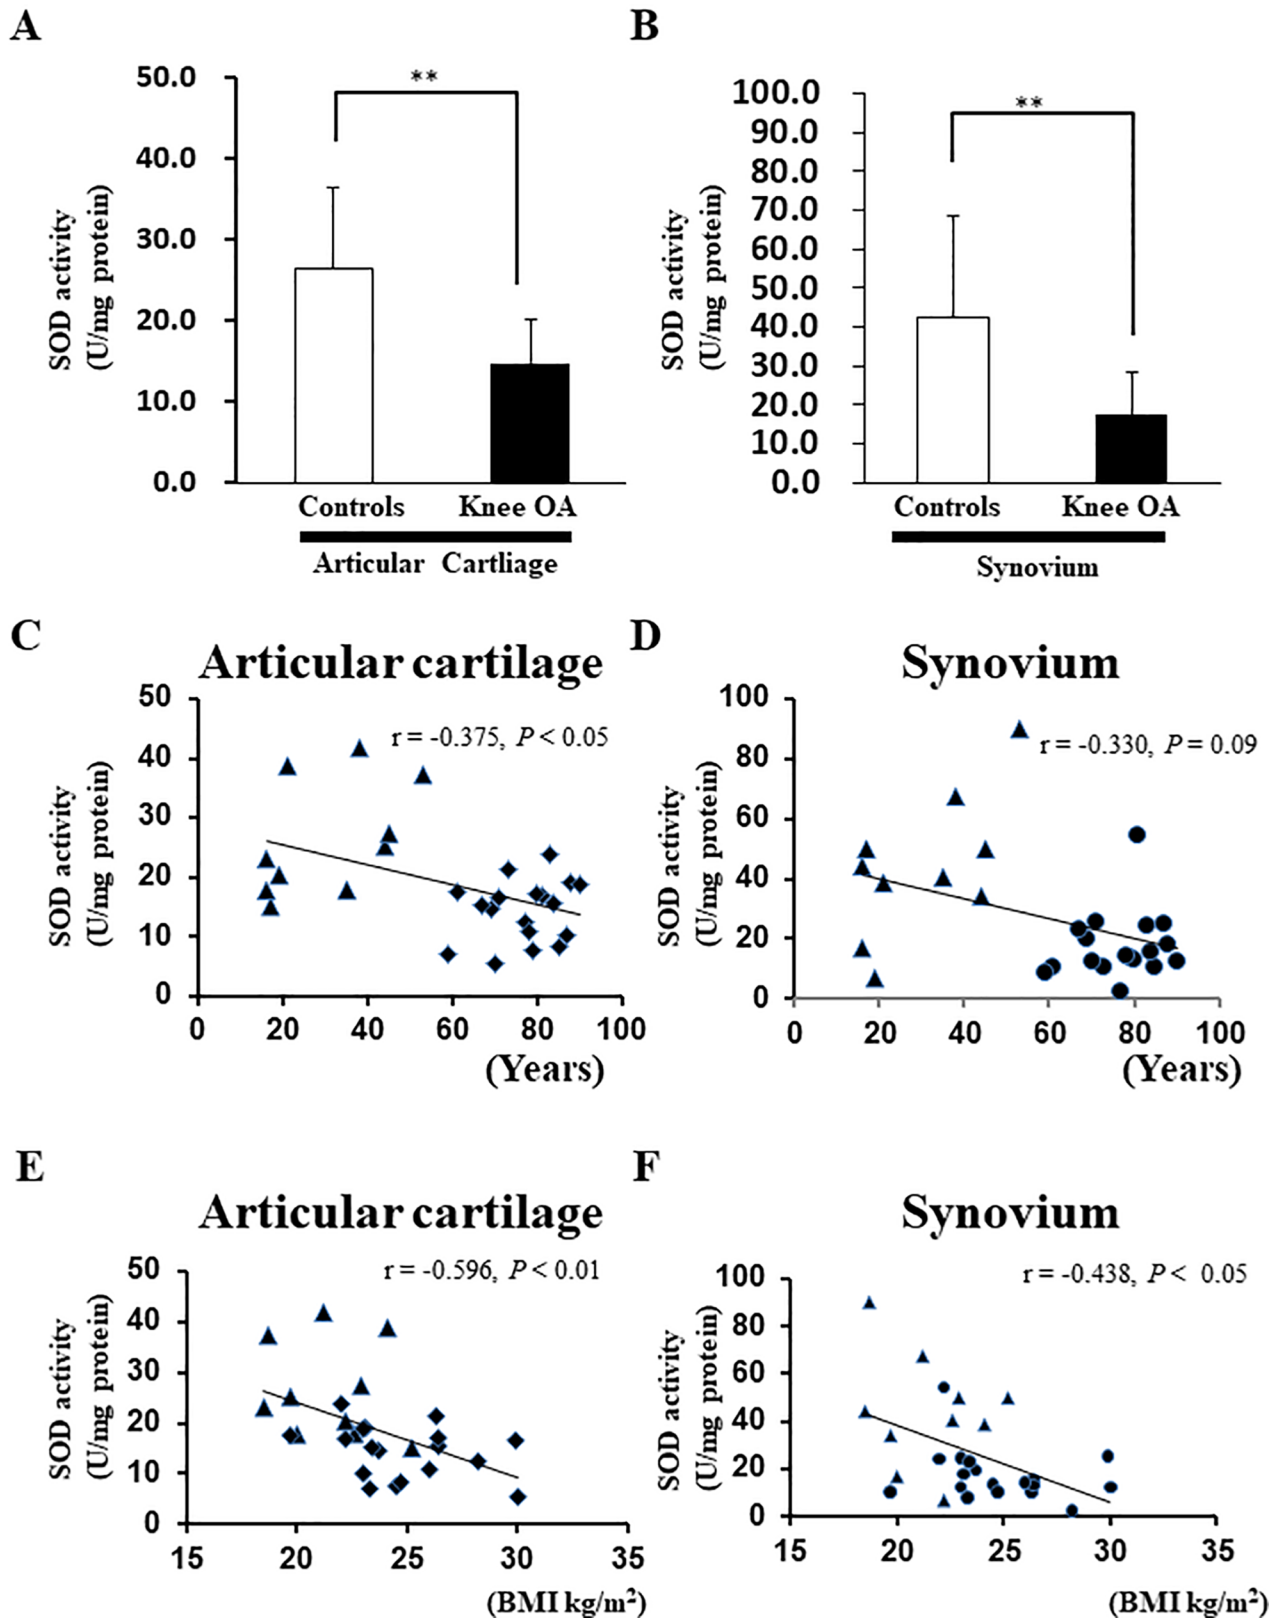 A
50.0
40.0
30.0
20.0
10.0
0.0
SOD activity
(U/mg protein)
**
Controls Knee OA
Articular Cartliage
B
100.0
90.0
80.0
70.0
60.0
50.0
40.0
30.0
20.0
10.0
0.0
SOD activity
(U/mg protein)
**
Controls Knee OA
Synovium
C
Articular cartilage
r = -0.375, P < 0.05
50
40
30
20
10
0
SOD activity
(U/mg protein)
0 20 40 60 80 100
(Years)
D
Synovium
r = -0.330, P = 0.09
100
80
60
40
20
0
SOD activity
(U/mg protein)
0 20 40 60 80 100
(Years)
E
Articular cartilage
r = -0.596, P < 0.01
50
40
30
20
10
0
SOD activity
(U/mg protein)
15 20 25 30 35
(BMI kg/m²)
F
Synovium
r = -0.438, P < 0.05
100
80
60
40
20
0
SOD activity
(U/mg protein)
15 20 25 30 35
(BMI kg/m²)